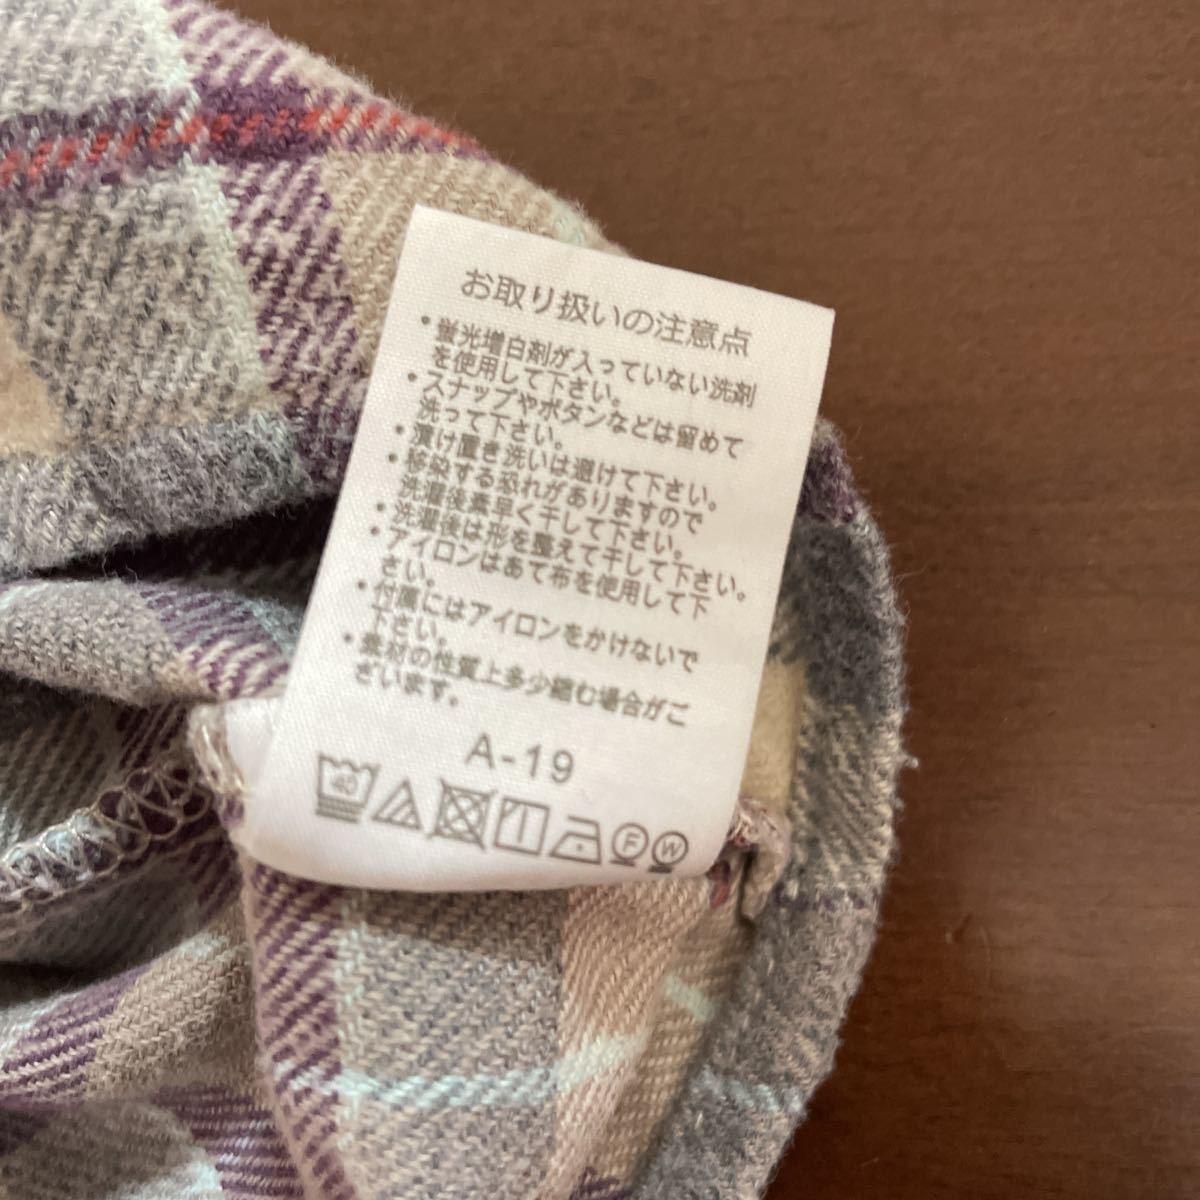 お取り扱いの注意点
・蛍光増白剤が入っていない洗剤
を使用して下さい。
・スナップやボタンなどは留めて
洗って下さい。
・漬け置き洗いは避けて下さい。
・移染する恐れがありますので
洗濯後素早く干して下さい。
・洗濯後は形を整えて干して下さい。
・アイロンはあて布を使用して下
さい。
・付属にはアイロンをかけないで
下さい。
・素材の性質上多少縮む場合がご
ざいます。
A-19
40
F W